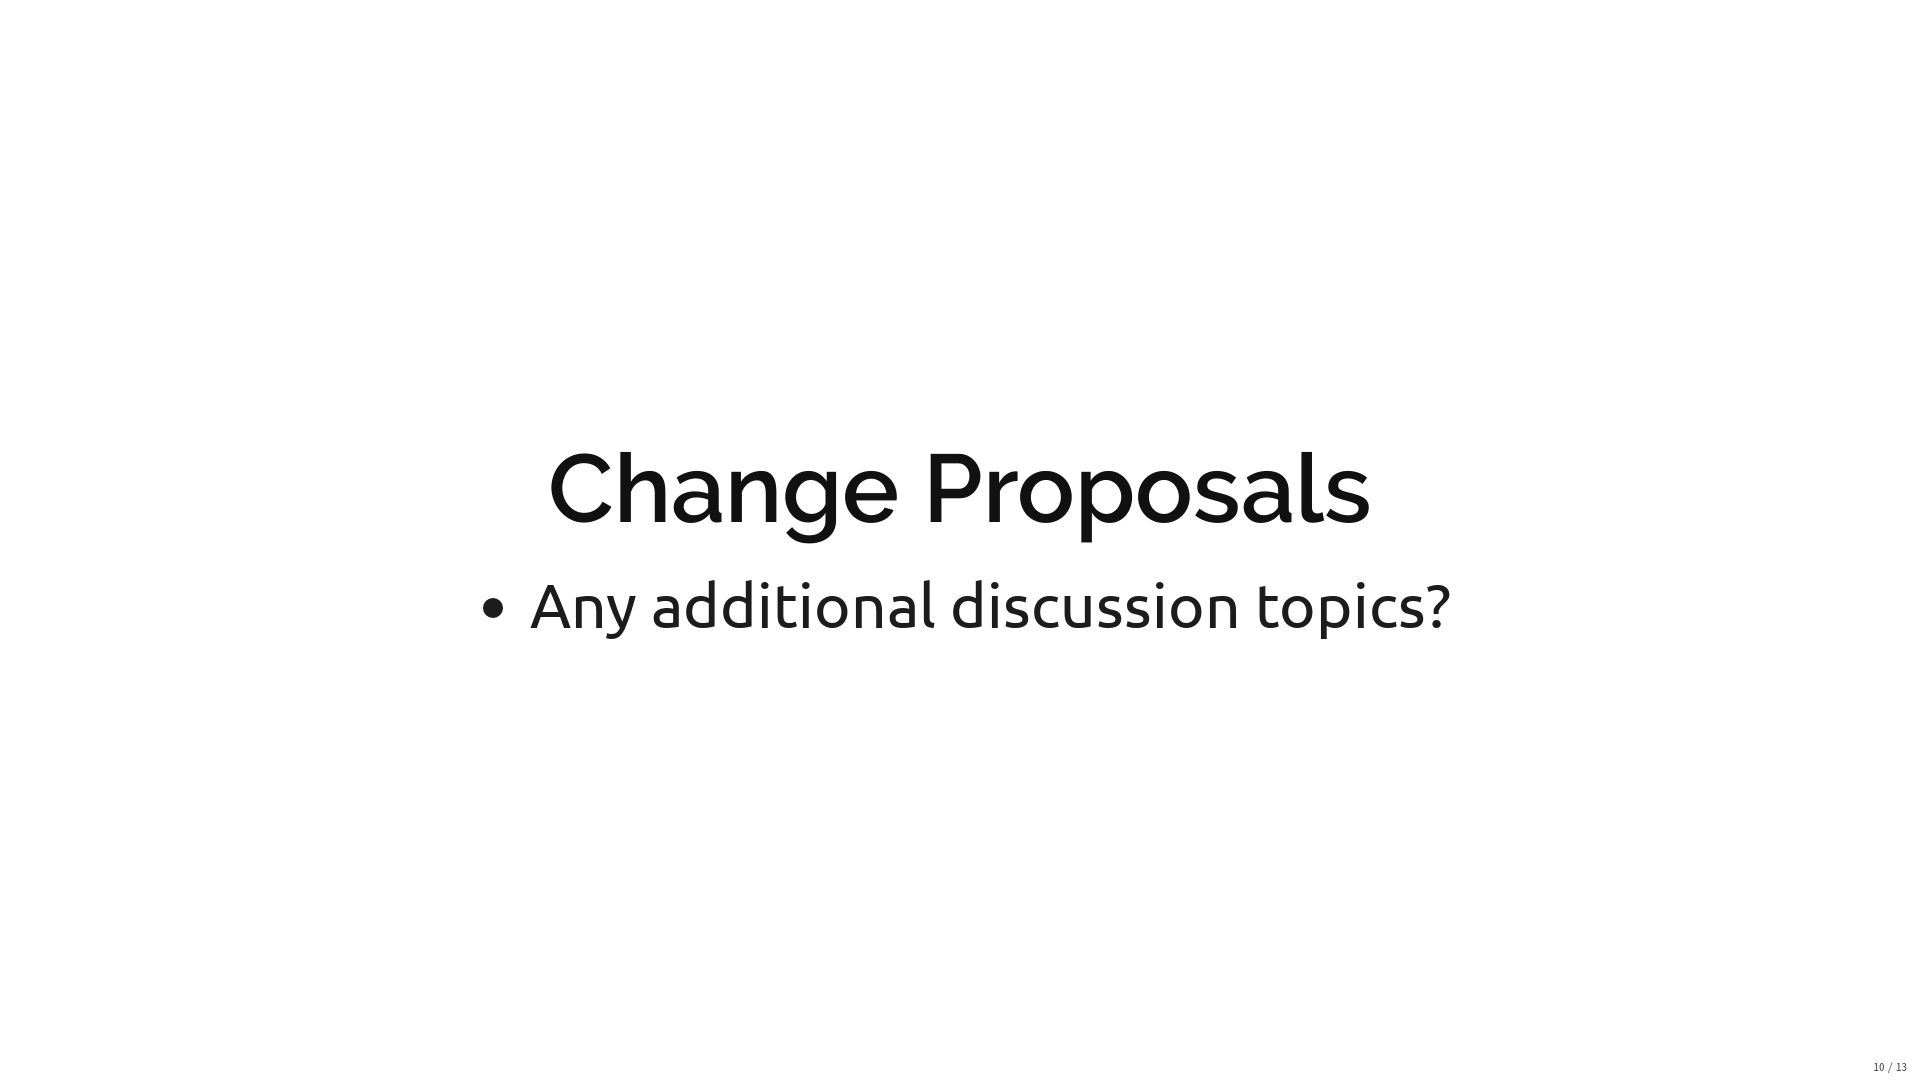 Change Proposals
• Any additional discussion topics?
10 / 13